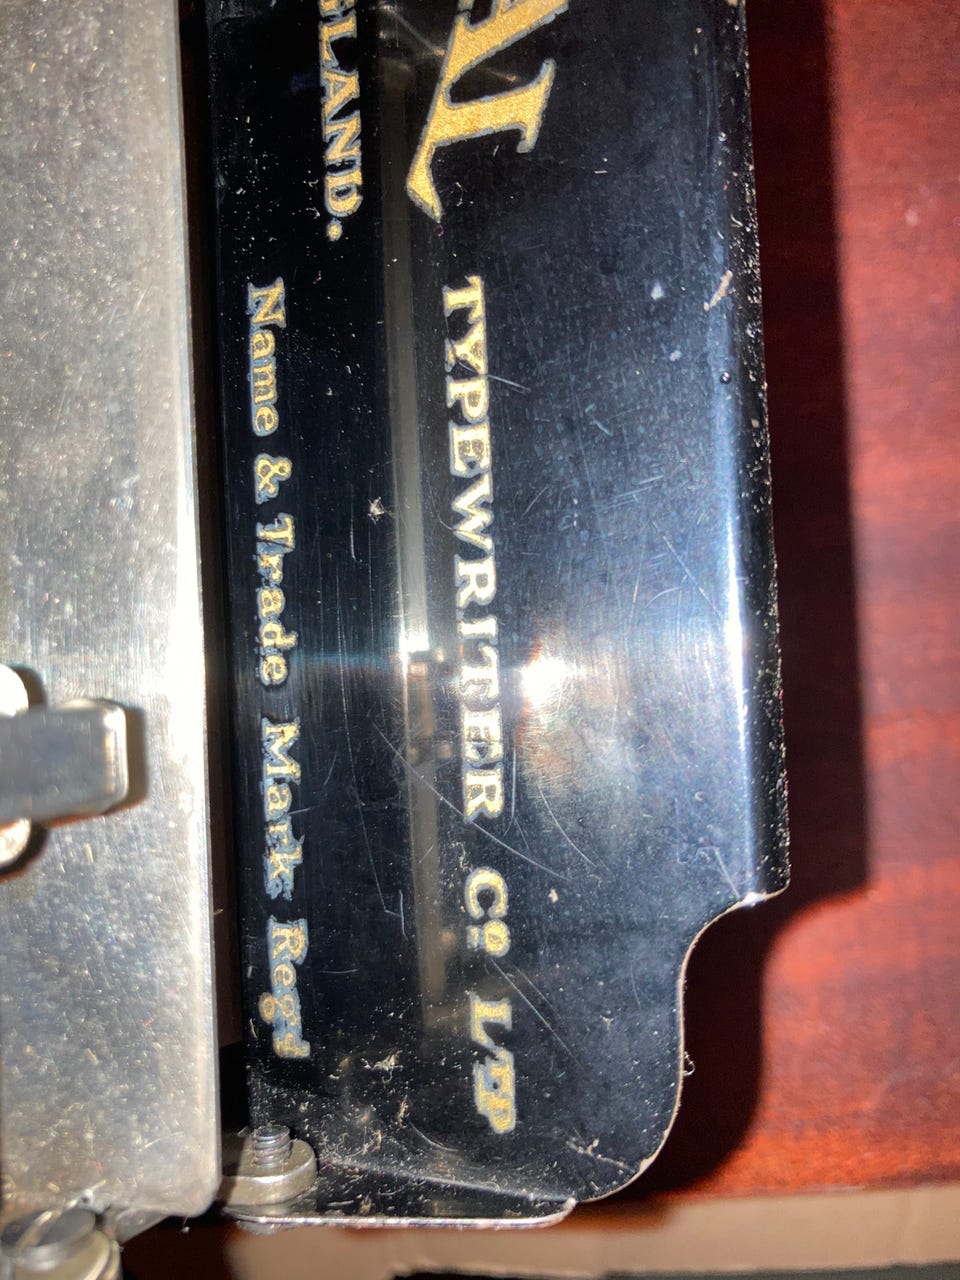 AL TYPEWRITER Cº LTD
GLAND.
Name & Trade Mark Regd